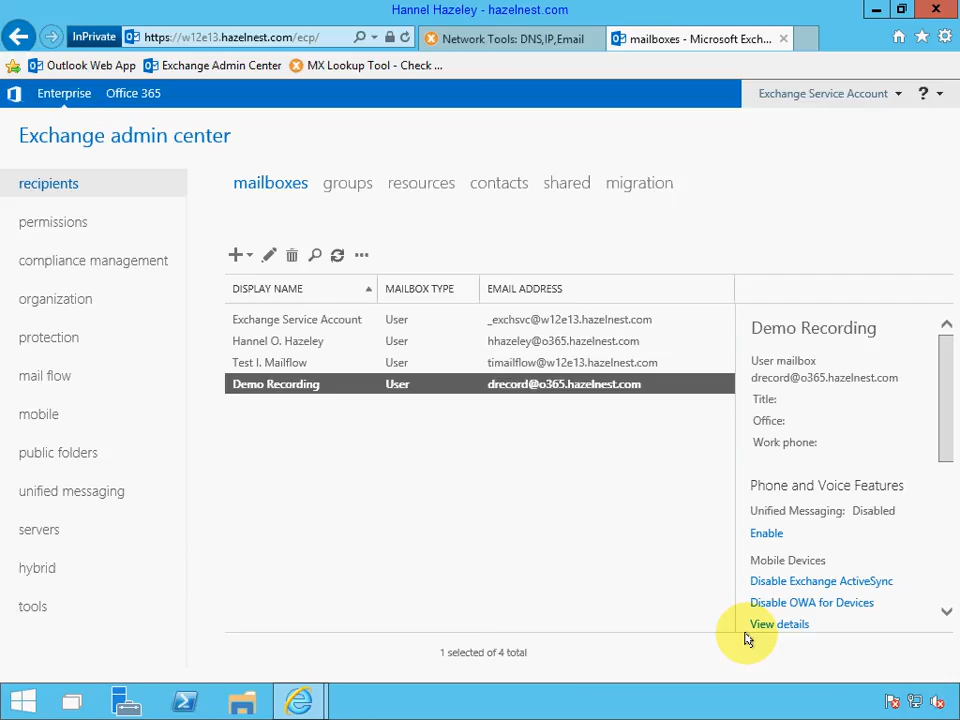 Hannel Hazeley - hazelnest.com
InPrivate
https://w12e13.hazelnest.com/ecp/
Network Tools: DNS,IP,Email
mailboxes - Microsoft Exch...
Outlook Web App
Exchange Admin Center
MX Lookup Tool - Check ...
Enterprise
Office 365
Exchange Service Account
?
Exchange admin center
recipients
permissions
compliance management
organization
protection
mail flow
mobile
public folders
unified messaging
servers
hybrid
tools
mailboxes groups resources contacts shared migration
DISPLAY NAME MAILBOX TYPE EMAIL ADDRESS
Exchange Service Account User _exchsvc@w12e13.hazelnest.com
Hannel O. Hazeley User hhazeley@o365.hazelnest.com
Test I. Mailflow User timailflow@w12e13.hazelnest.com
Demo Recording User drecord@o365.hazelnest.com
1 selected of 4 total
Demo Recording
User mailbox
drecord@o365.hazelnest.com
Title:
Office:
Work phone:
Phone and Voice Features
Unified Messaging: Disabled
Enable
Mobile Devices
Disable Exchange ActiveSync
Disable OWA for Devices
View details